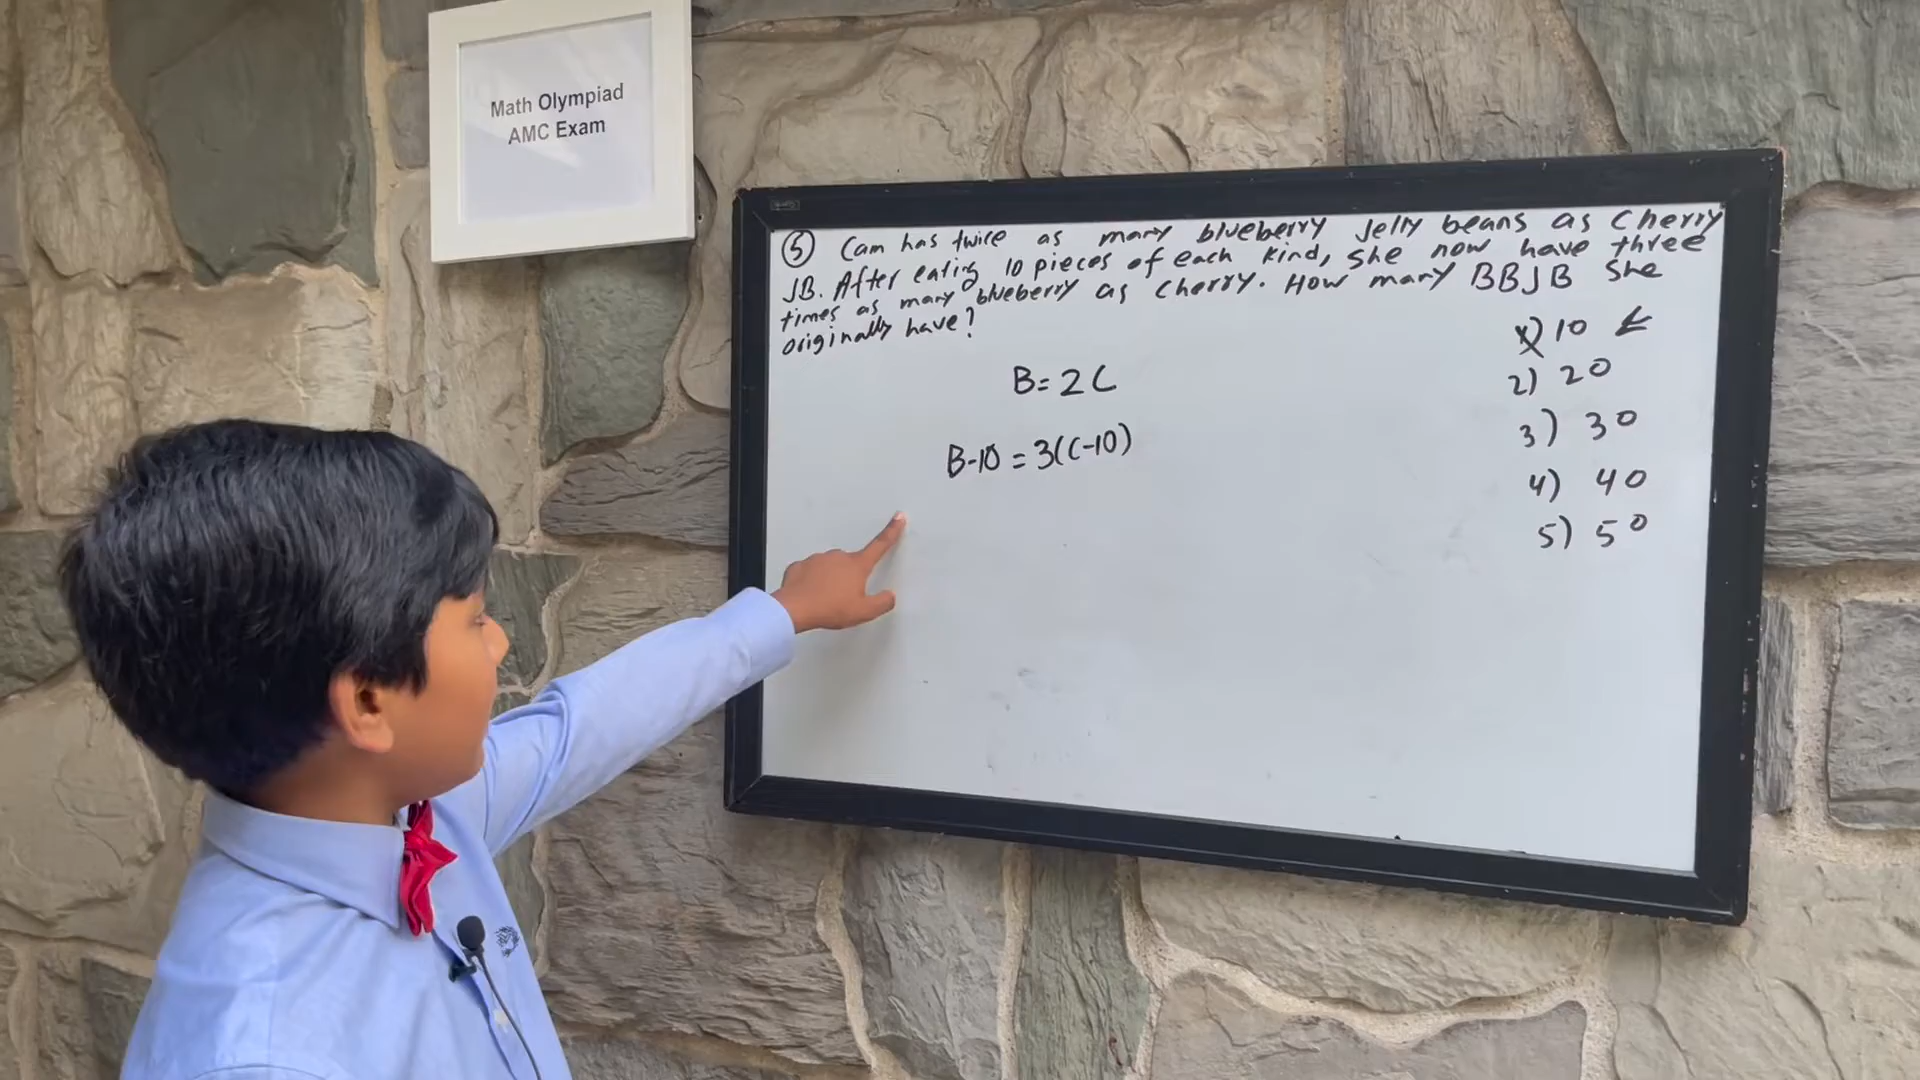 Math Olympiad
AMC Exam
⑤ Cam has twice as many blueberry Jelly beans as Cherry
JB. After eating 10 pieces of each kind, she now have three
times as many blueberry as Cherry. How many BBJB She
originally have?
B=2C
B-10=3(C-10)
1) 10 ←
2) 20
3) 30
4) 40
5) 50